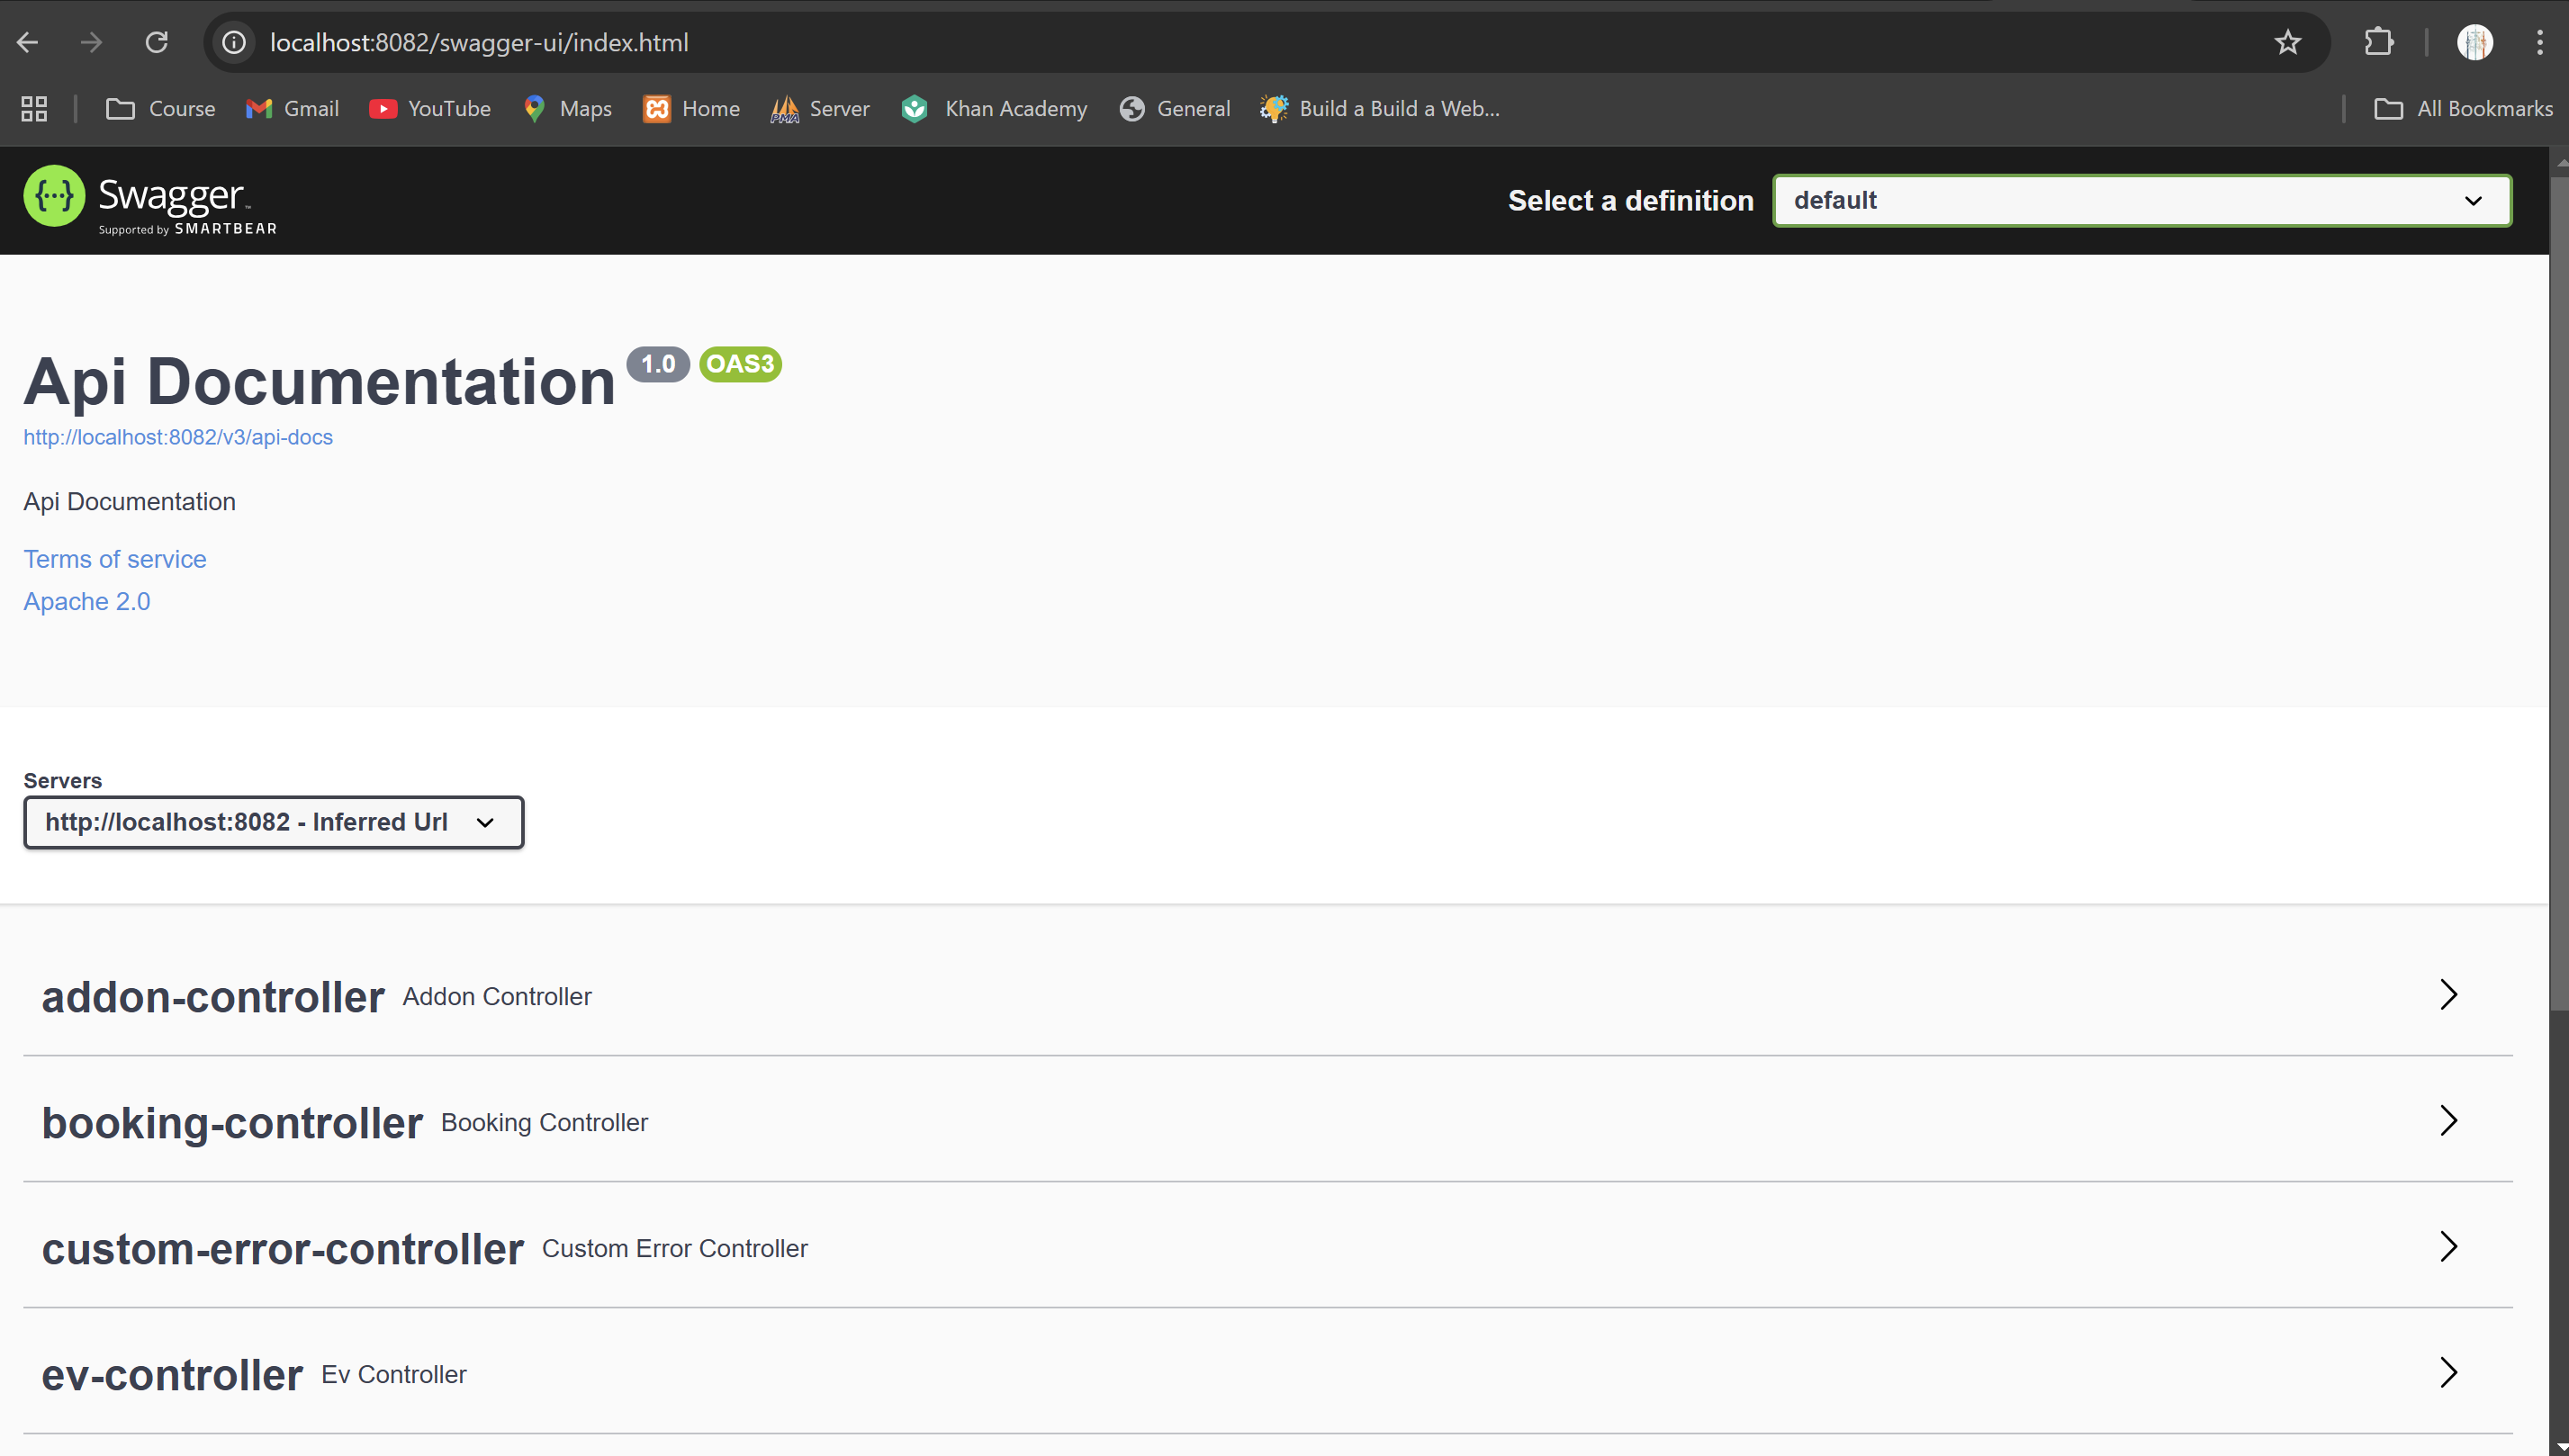 localhost:8082/swagger-ui/index.html
Course Gmail YouTube Maps Home Server Khan Academy General Build a Build a Web... All Bookmarks
Swagger™
Supported by SMARTBEAR
Select a definition default
Api Documentation 1.0 OAS3
http://localhost:8082/v3/api-docs
Api Documentation
Terms of service
Apache 2.0
Servers
http://localhost:8082 - Inferred Url
addon-controller Addon Controller
booking-controller Booking Controller
custom-error-controller Custom Error Controller
ev-controller Ev Controller